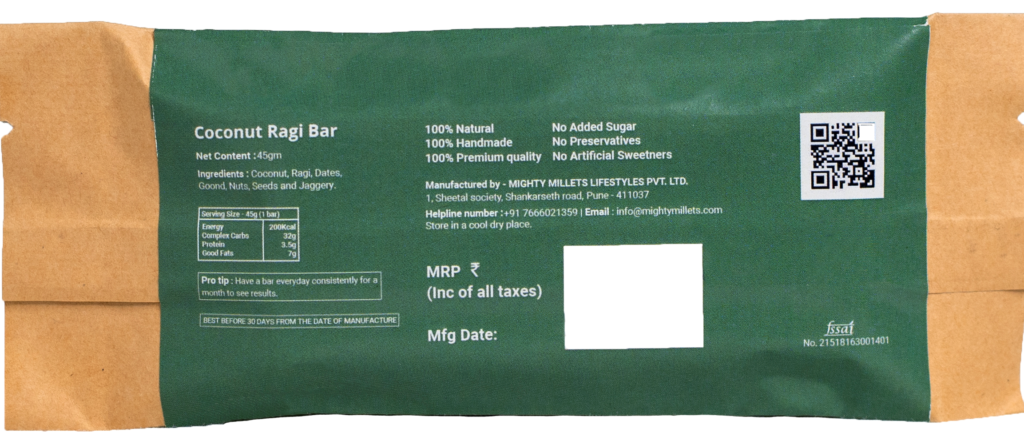 Coconut Ragi Bar
Net Content : 45gm
Ingredients : Coconut, Ragi, Dates,
Goond, Nuts, Seeds and Jaggery.
Serving Size - 45g (1 bar)
Energy 200Kcal
Complex Carbs 32g
Protein 3.5g
Good Fats 7g
Pro tip : Have a bar everyday consistently for a
month to see results.
BEST BEFORE 30 DAYS FROM THE DATE OF MANUFACTURE
100% Natural No Added Sugar
100% Handmade No Preservatives
100% Premium quality No Artificial Sweetners
Manufactured by - MIGHTY MILLETS LIFESTYLES PVT. LTD.
1, Sheetal society, Shankarseth road, Pune - 411037
Helpline number :+91 7666021359 | Email : info@mightymillets.com
Store in a cool dry place.
MRP ₹
(Inc of all taxes)
Mfg Date:
fssai
No. 21518163001401